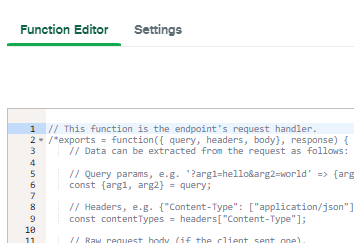 Function Editor Settings
1 // This function is the endpoint's request handler.
2 /*exports = function({ query, headers, body}, response) {
3 // Data can be extracted from the request as follows:
4
5 // Query params, e.g. '?arg1=hello&arg2=world' => {arg
6 const {arg1, arg2} = query;
7
8 // Headers, e.g. {"Content-Type": ["application/json"]
9 const contentTypes = headers["Content-Type"];
10
11 // Raw request body (if the client sent one).